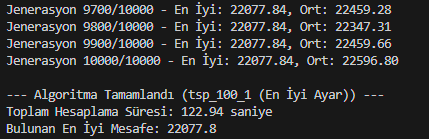 Jenerasyon 9700/10000 - En İyi: 22077.84, Ort: 22459.28
Jenerasyon 9800/10000 - En İyi: 22077.84, Ort: 22347.31
Jenerasyon 9900/10000 - En İyi: 22077.84, Ort: 22459.66
Jenerasyon 10000/10000 - En İyi: 22077.84, Ort: 22596.80
--- Algoritma Tamamlandı (tsp_100_1 (En İyi Ayar)) ---
Toplam Hesaplama Süresi: 122.94 saniye
Bulunan En İyi Mesafe: 22077.8